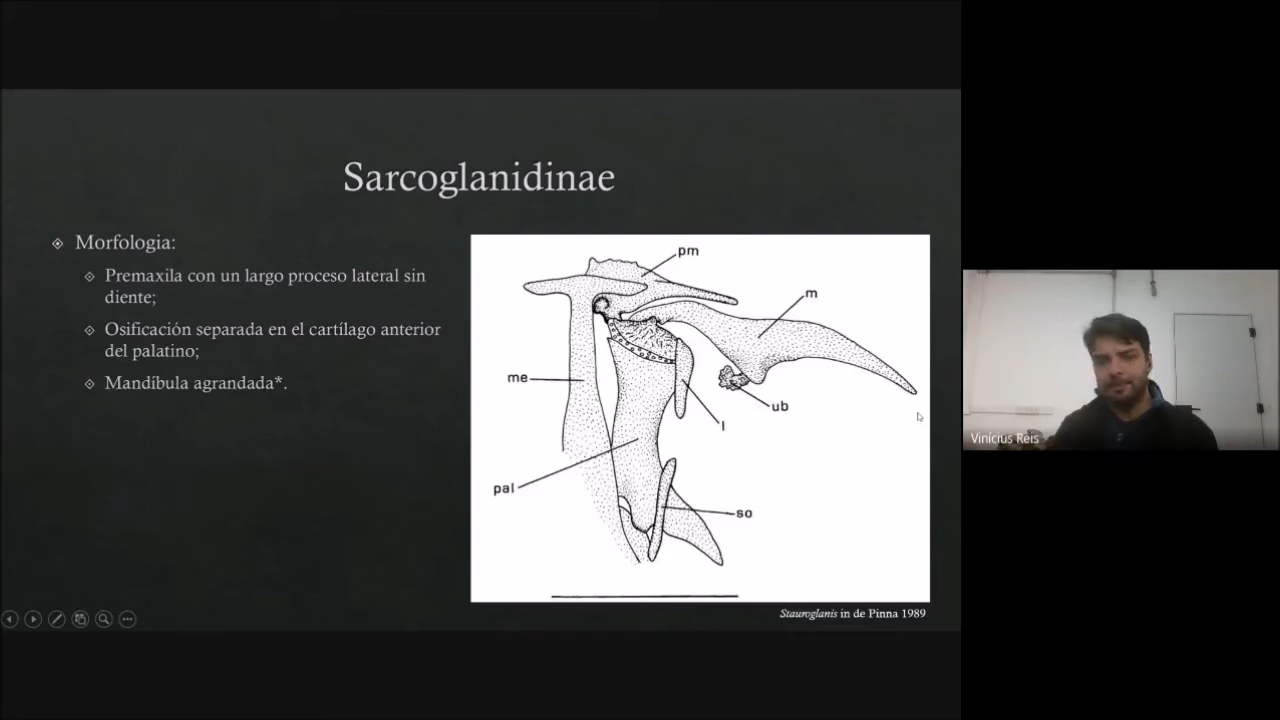 Sarcoglanidinae
Morfologia:
Premaxila con un largo proceso lateral sin
diente;
Osificación separada en el cartílago anterior
del palatino;
Mandíbula agrandada*.
pm
m
me
ub
l
pal
so
Stauroglanis in de Pinna 1989
Vinícius Reis